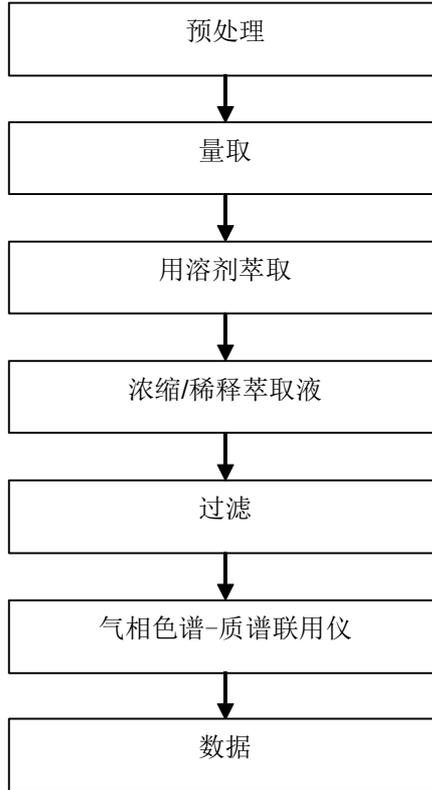 预处理
量取
用溶剂萃取
浓缩/稀释萃取液
过滤
气相色谱-质谱联用仪
数据